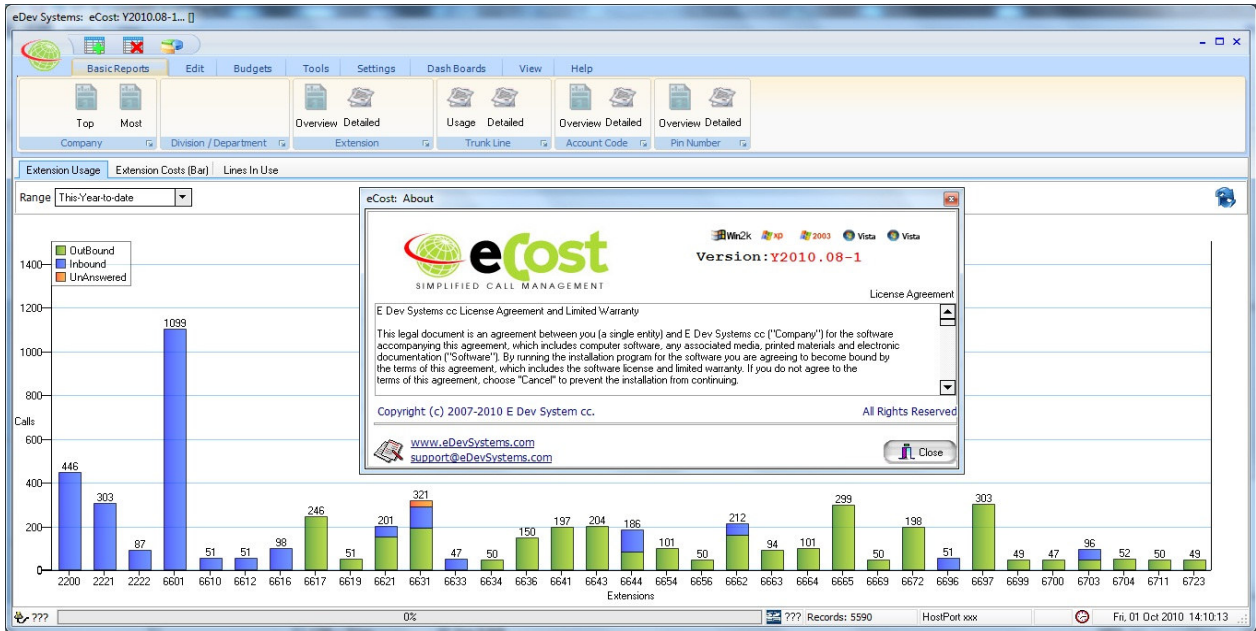 eDev Systems: eCost: Y2010.08-1... []
Basic Reports Edit Budgets Tools Settings Dash Boards View Help
Top Most Overview Detailed Usage Detailed Overview Detailed Overview Detailed
Company Division / Department Extension Trunk Line Account Code Pin Number
Extension Usage Extension Costs (Bar) Lines In Use
Range This-Year-to-date
eCost: About
eCost
SIMPLIFIED CALL MANAGEMENT
Win2k xp 2003 Vista Vista
Version:Y2010.08-1
License Agreement
E Dev Systems cc License Agreement and Limited Warranty
This legal document is an agreement between you (a single entity) and E Dev Systems cc (''Company'') for the software
accompanying this agreement, which includes computer software, any associated media, printed materials and electronic
documentation (''Software''). By running the installation program for the software you are agreeing to become bound by
the terms of this agreement, which includes the software license and limited warranty. If you do not agree to the
terms of this agreement, choose "Cancel" to prevent the installation from continuing.
Copyright (c) 2007-2010 E Dev System cc. All Rights Reserved
www.eDevSystems.com
support@eDevSystems.com
Close
OutBound
Inbound
UnAnswered
1400
1200
1000
800
Calls
600
400
200
0
446 303 87 1099 51 51 98 246 51 201 321 47 50 150 197 204 186 101 50 212 94 101 299 50 198 51 303 49 47 96 52 50 49
2200 2221 2222 6601 6610 6612 6616 6617 6619 6621 6631 6633 6634 6636 6641 6643 6644 6654 6656 6662 6663 6664 6665 6669 6672 6696 6697 6699 6700 6703 6704 6711 6723
Extensions
??? 0% ??? Records: 5590 HostPort xxx Fri, 01 Oct 2010 14:10:13